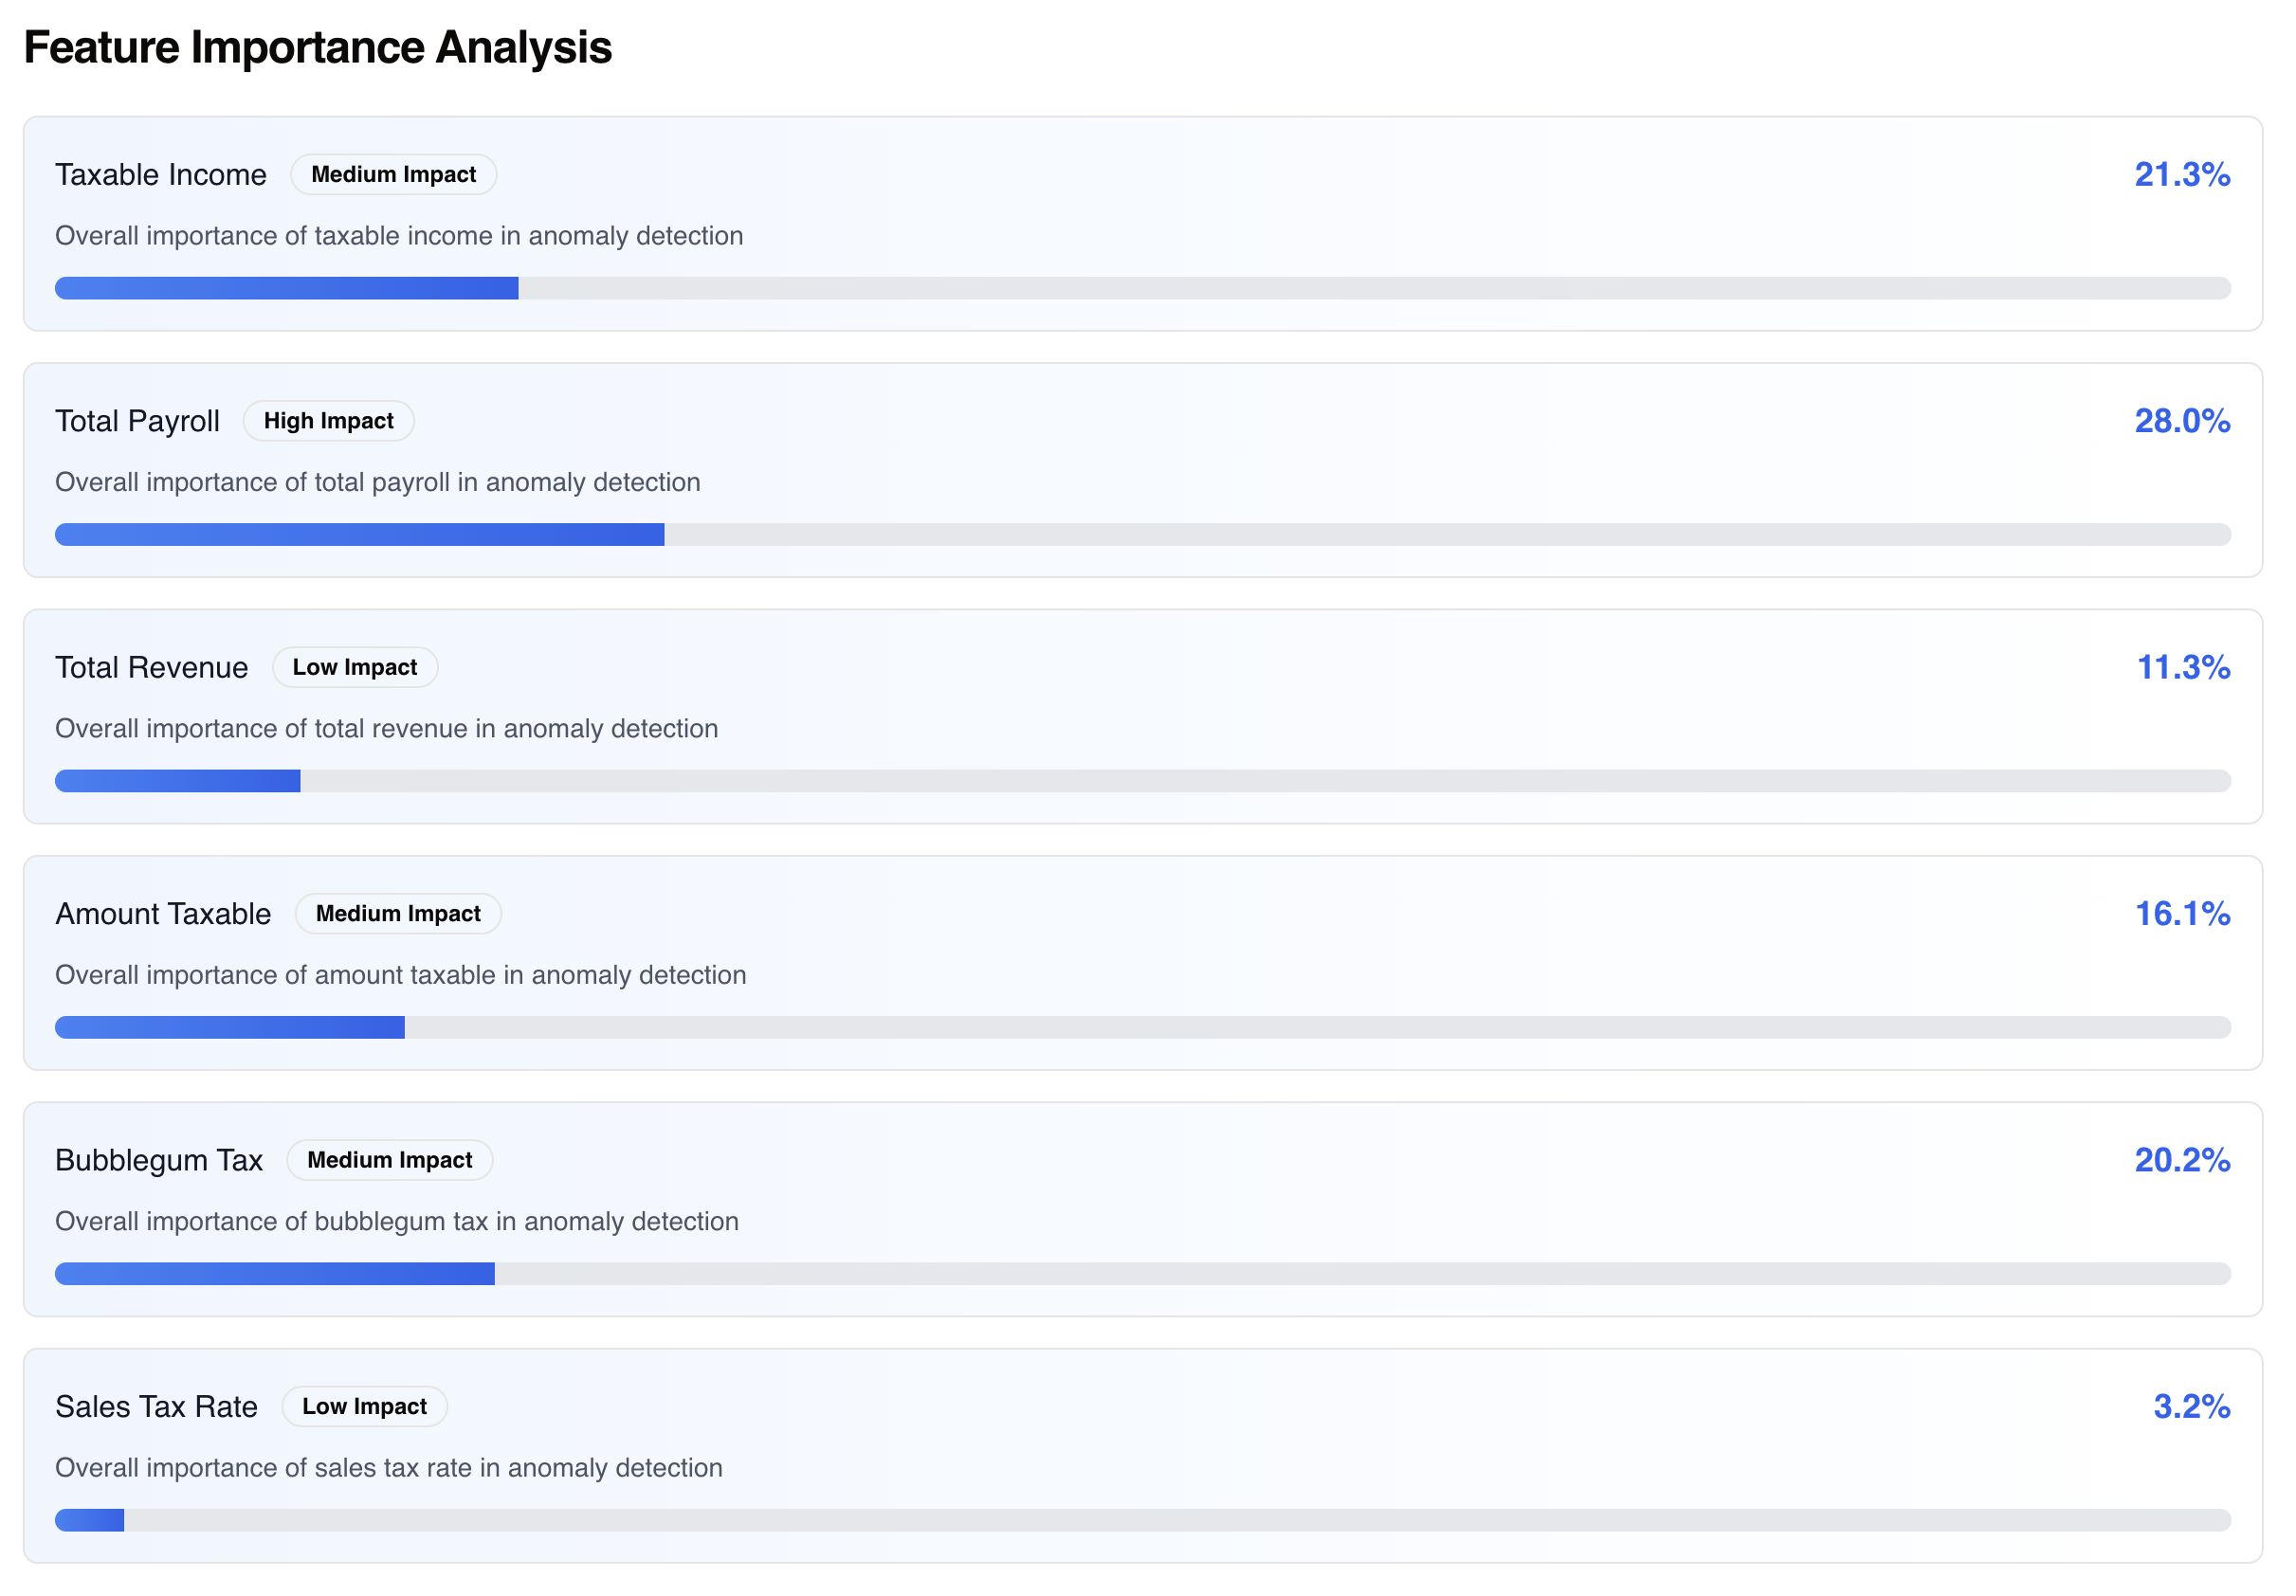 Feature Importance Analysis
Taxable Income Medium Impact 21.3%
Overall importance of taxable income in anomaly detection
Total Payroll High Impact 28.0%
Overall importance of total payroll in anomaly detection
Total Revenue Low Impact 11.3%
Overall importance of total revenue in anomaly detection
Amount Taxable Medium Impact 16.1%
Overall importance of amount taxable in anomaly detection
Bubblegum Tax Medium Impact 20.2%
Overall importance of bubblegum tax in anomaly detection
Sales Tax Rate Low Impact 3.2%
Overall importance of sales tax rate in anomaly detection